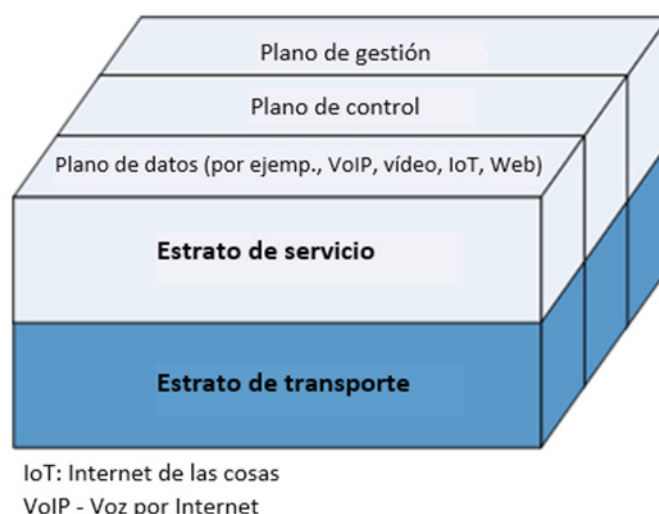 Plano de gestión
Plano de control
Plano de datos (por ejemp., VoIP, vídeo, IoT, Web)
Estrato de servicio
Estrato de transporte
IoT: Internet de las cosas
VoIP - Voz por Internet